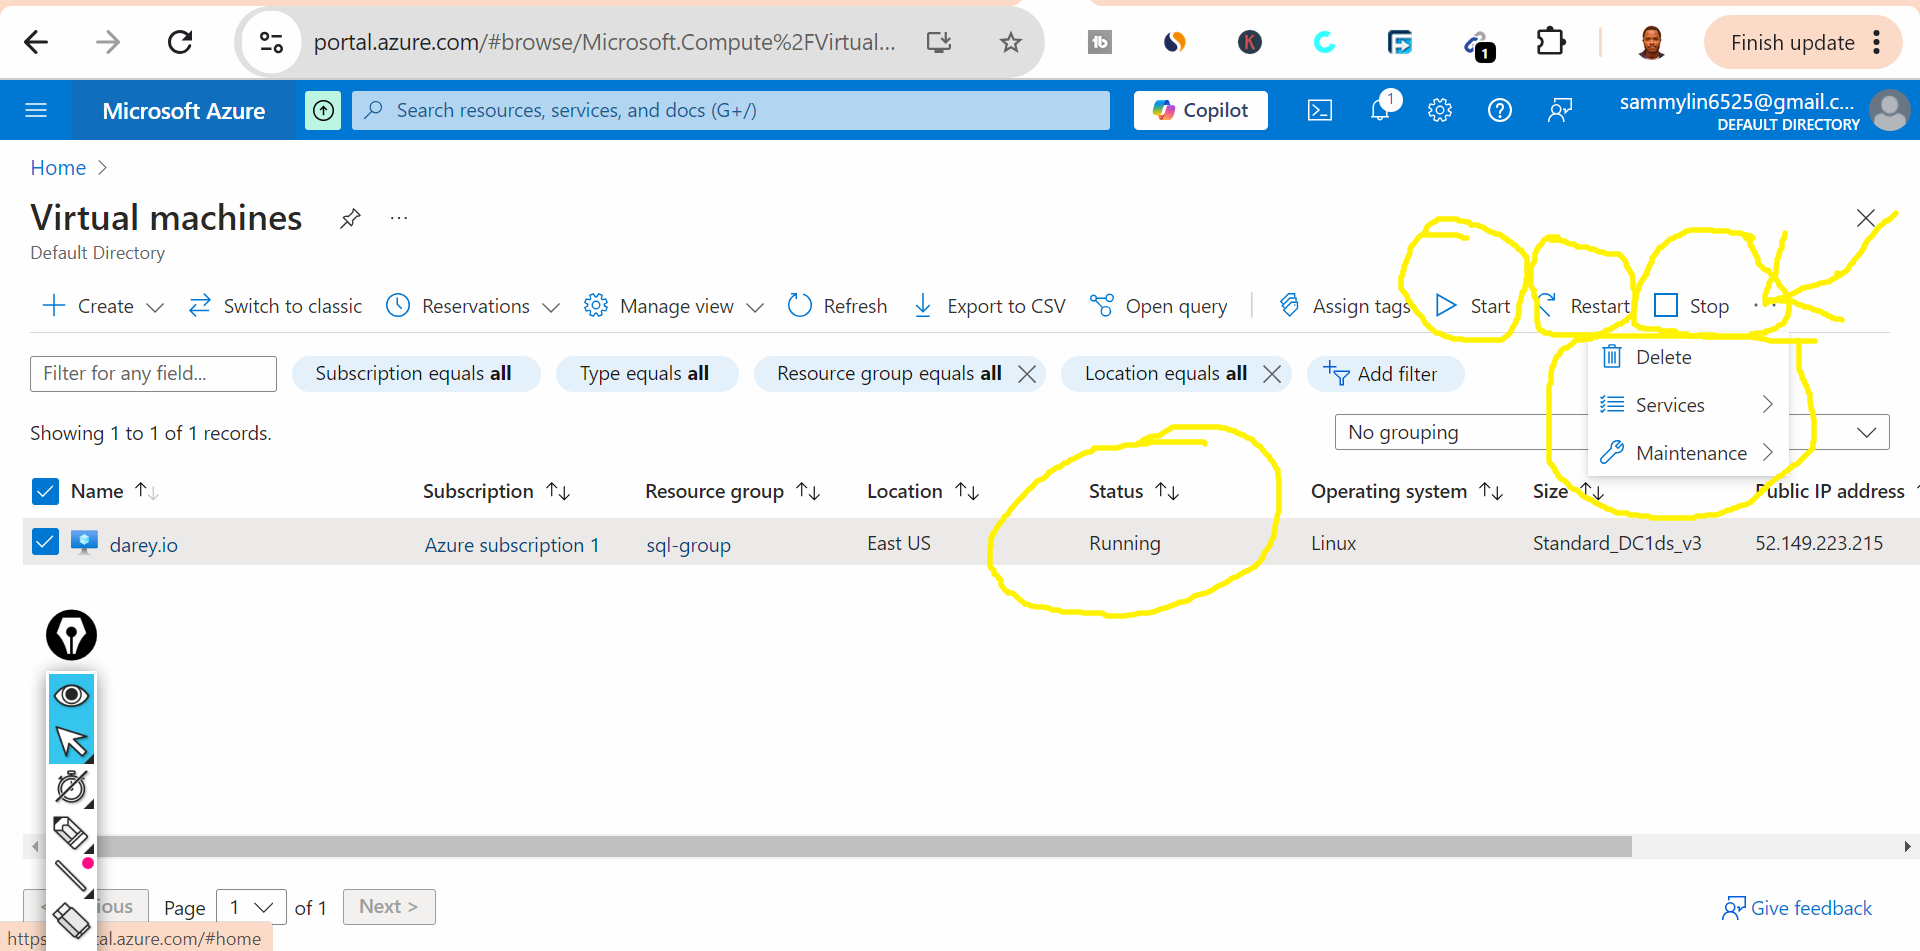 portal.azure.com/#browse/Microsoft.Compute%2FVirtual...
1
Finish update
Microsoft Azure
Search resources, services, and docs (G+/)
Copilot
1
sammylin6525@gmail.c...
DEFAULT DIRECTORY
Home
Virtual machines
Default Directory
Create
Switch to classic
Reservations
Manage view
Refresh
Export to CSV
Open query
Assign tags
Start
Restart
Stop
Delete
Services
Maintenance
Filter for any field...
Subscription equals all
Type equals all
Resource group equals all
Location equals all
Add filter
Showing 1 to 1 of 1 records.
No grouping
Name Subscription Resource group Location Status Operating system Size Public IP address
darey.io Azure subscription 1 sql-group East US Running Linux Standard_DC1ds_v3 52.149.223.215
Page 1 of 1 Next >
Give feedback
https
tal.azure.com/#home